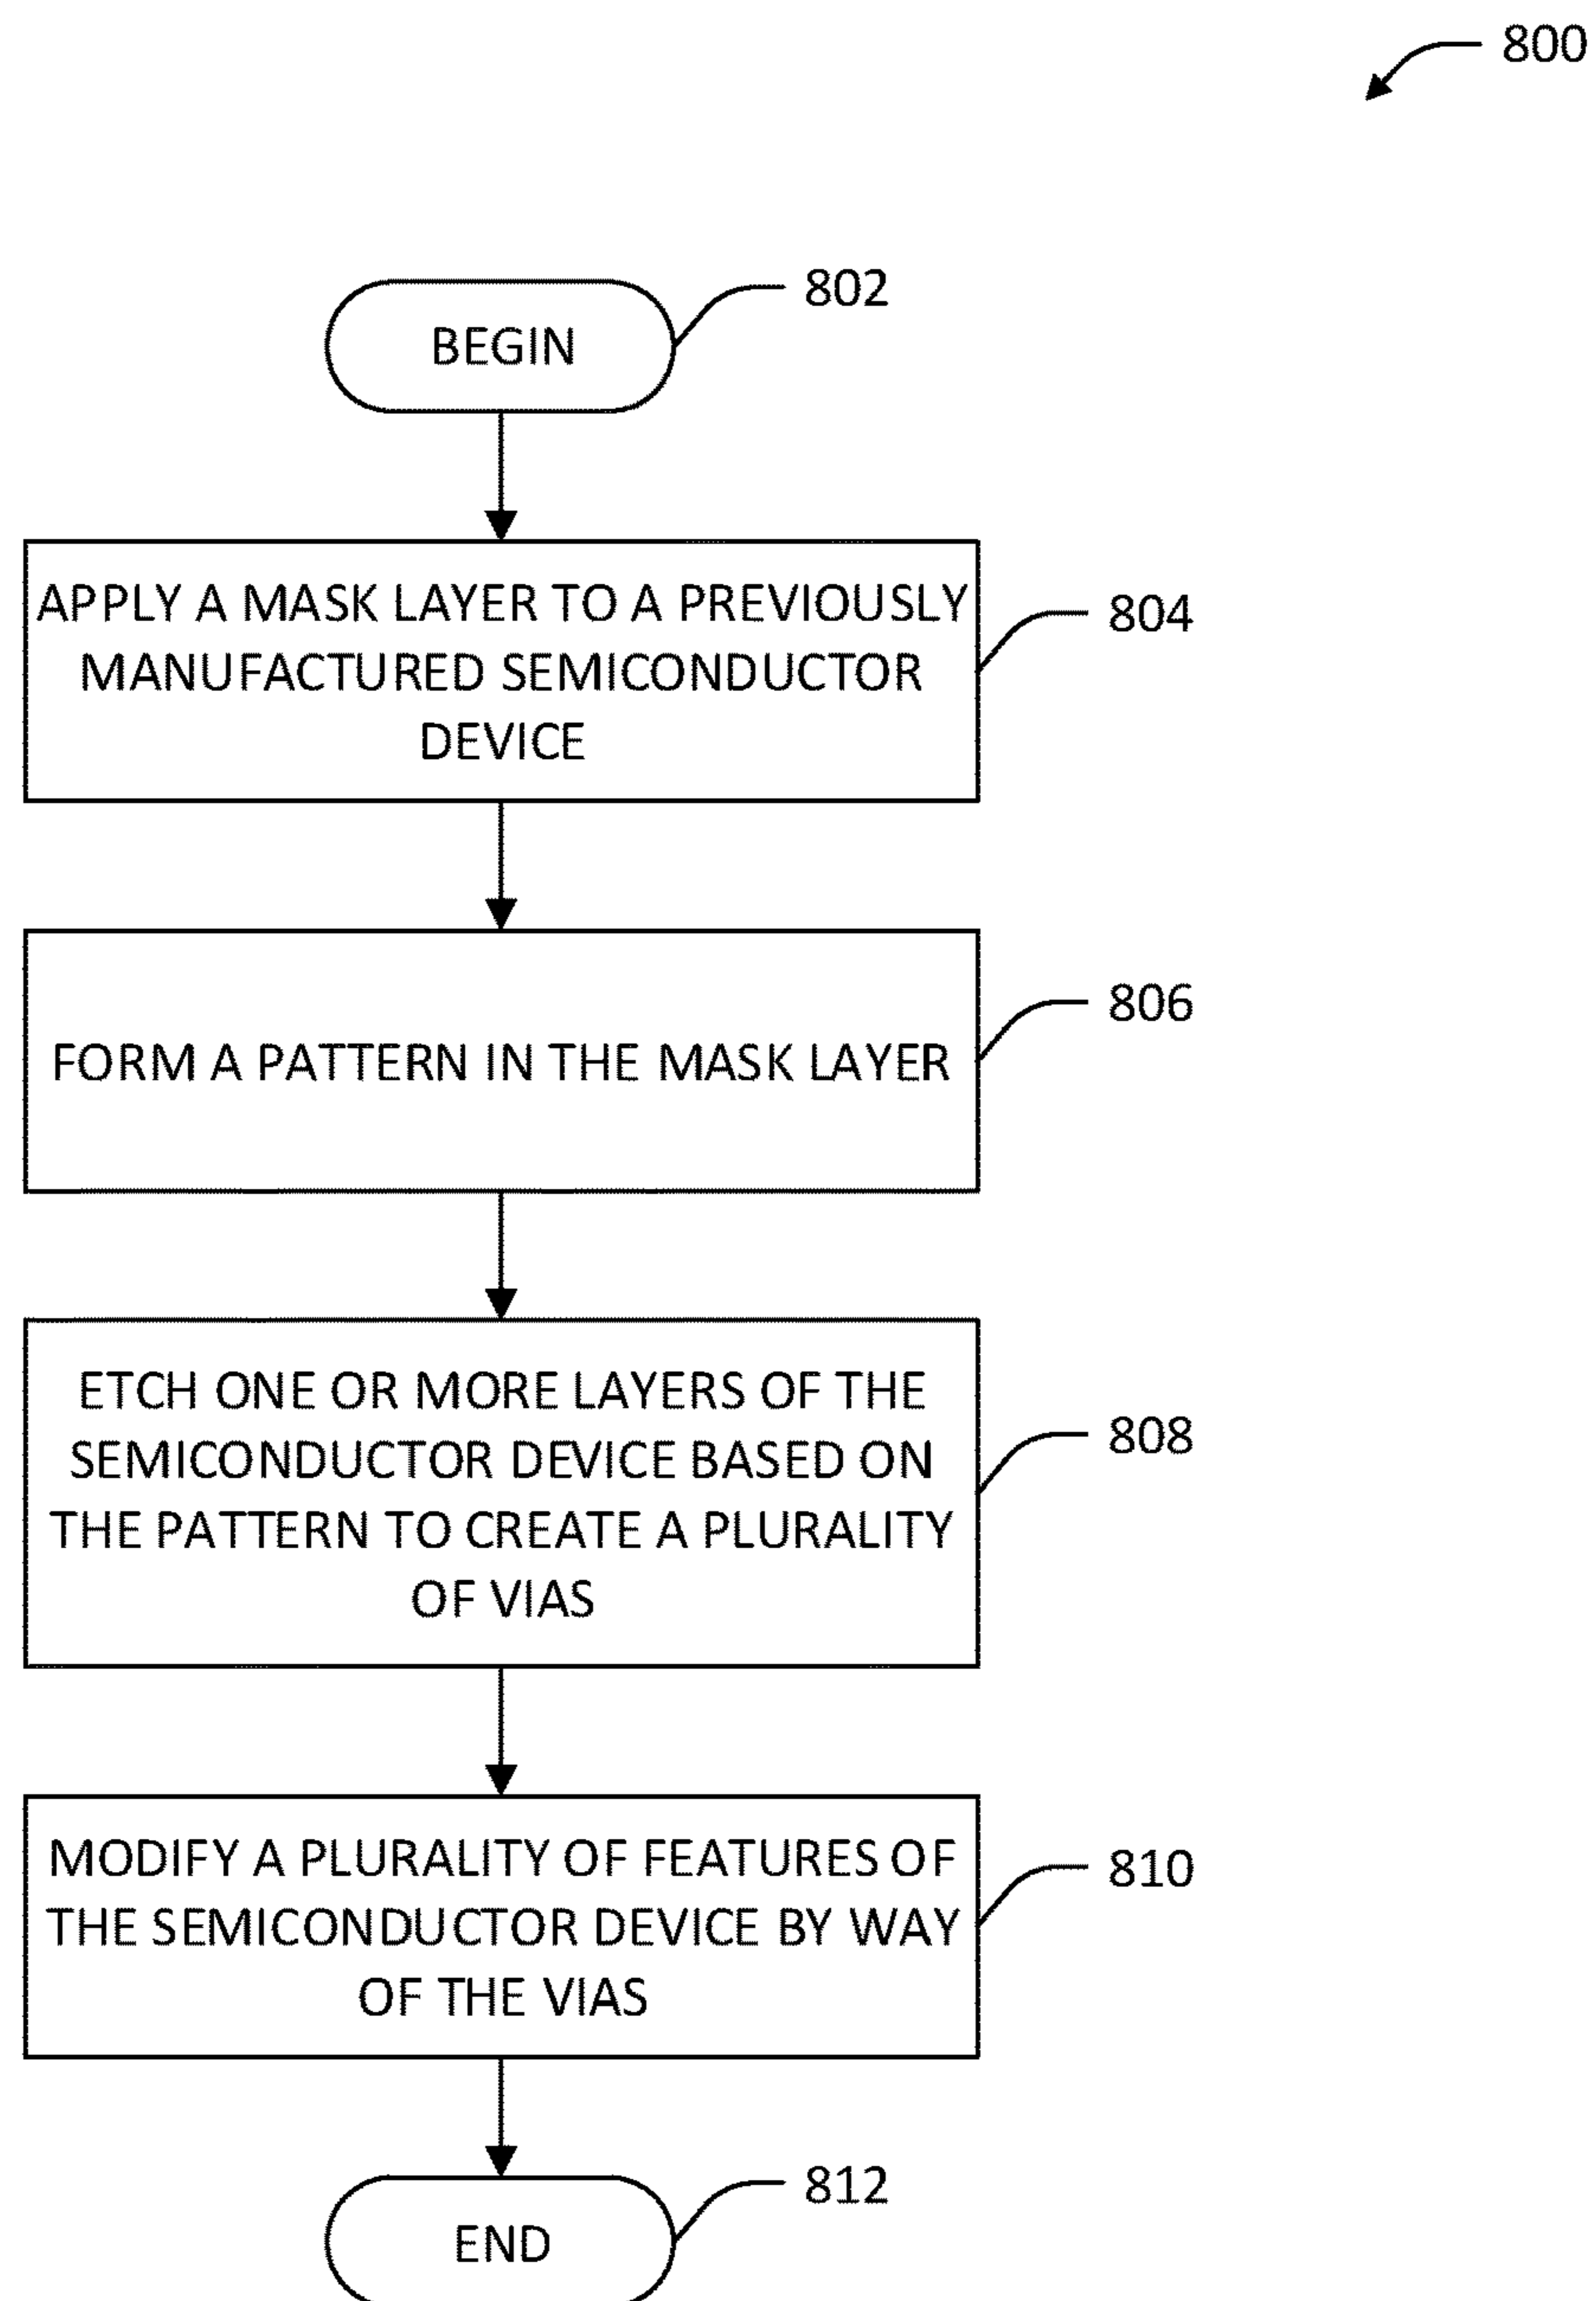 800
802
BEGIN
APPLY A MASK LAYER TO A PREVIOUSLY
MANUFACTURED SEMICONDUCTOR
DEVICE
804
FORM A PATTERN IN THE MASK LAYER
806
ETCH ONE OR MORE LAYERS OF THE
SEMICONDUCTOR DEVICE BASED ON
THE PATTERN TO CREATE A PLURALITY
OF VIAS
808
MODIFY A PLURALITY OF FEATURES OF
THE SEMICONDUCTOR DEVICE BY WAY
OF THE VIAS
810
812
END